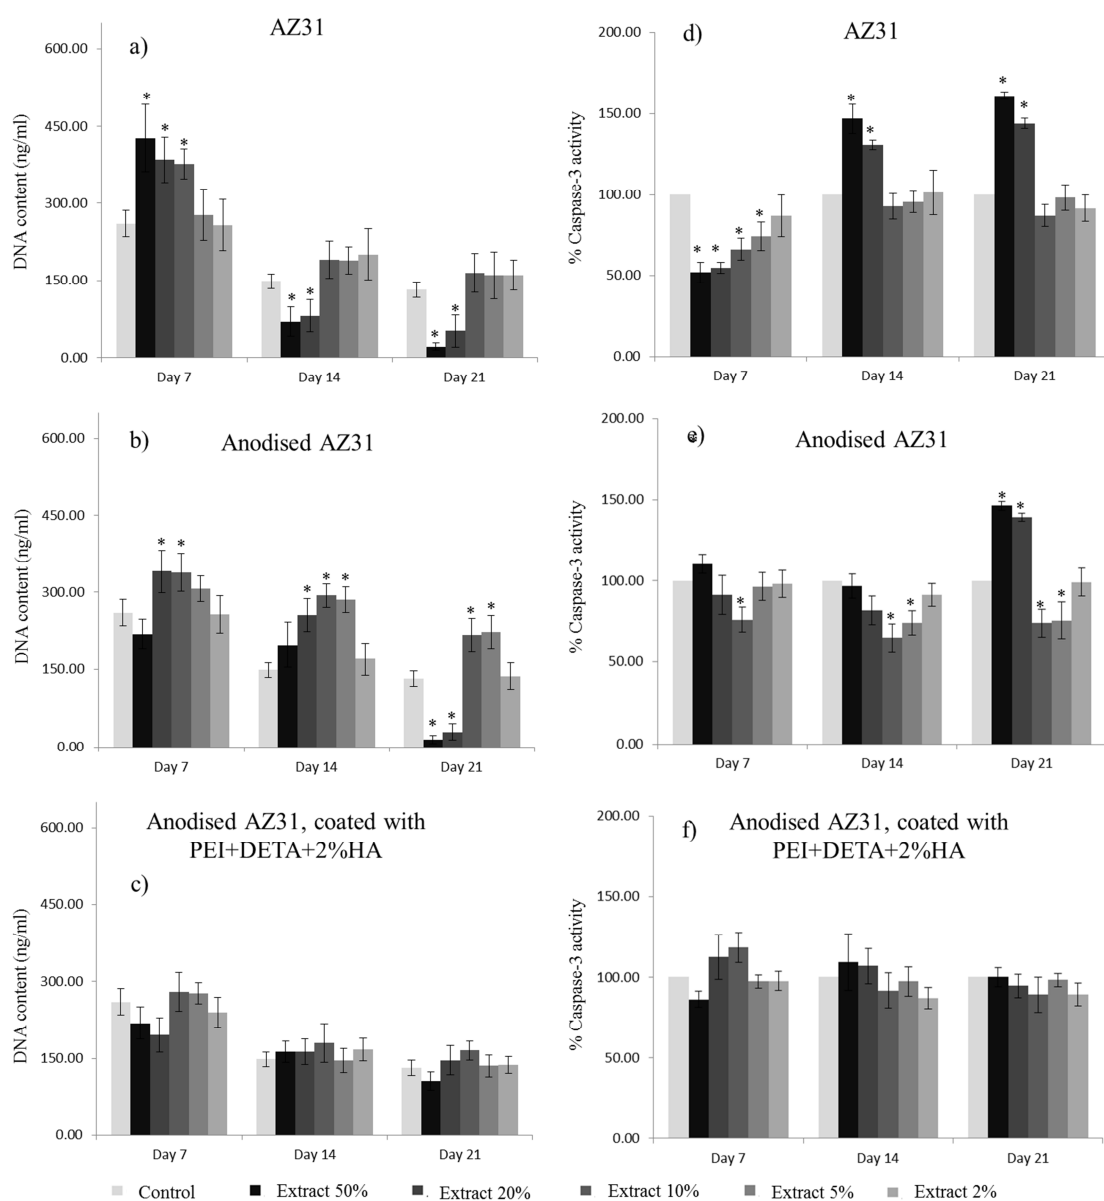 a)
AZ31
DNA content (ng/ml)
600.00
450.00
300.00
150.00
0.00
* * *
* *
* *
Day 7 Day 14 Day 21
d)
AZ31
% Caspase-3 activity
200.00
150.00
100.00
50.00
0.00
* * * *
* *
* *
Day 7 Day 14 Day 21
b)
Anodised AZ31
DNA content (ng/ml)
600.00
450.00
300.00
150.00
0.00
* *
* * *
* * * *
Day 7 Day 14 Day 21
e)
Anodised AZ31
% Caspase-3 activity
200.00
150.00
100.00
50.00
0.00
*
* *
* * * *
Day 7 Day 14 Day 21
Anodised AZ31, coated with
PEI+DETA+2%HA
c)
DNA content (ng/ml)
600.00
450.00
300.00
150.00
0.00
Day 7 Day 14 Day 21
f)
Anodised AZ31, coated with
PEI+DETA+2%HA
% Caspase-3 activity
200.00
150.00
100.00
50.00
0.00
Day 7 Day 14 Day 21
Control Extract 50% Extract 20% Extract 10% Extract 5% Extract 2%